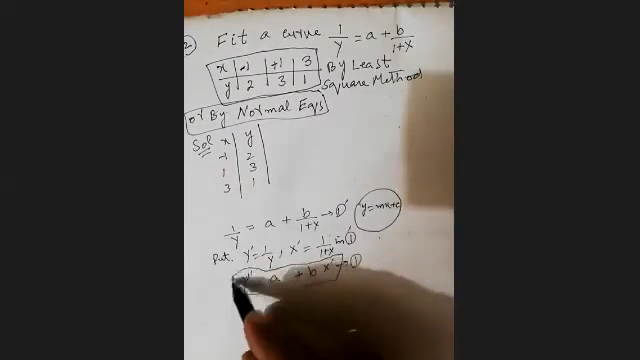 2) Fit a curve 1/y = a + b/(1+x)
x | -1 | +1 | 3
y | 2 | 3 | 1
By Least
Square Method
or By Normal Eqs
Sol x | y
-1 | 2
1 | 3
3 | 1
1/y = a + b/(1+x) → ①'
y = mx+c
Put y' = 1/y, x' = 1/(1+x) in ①'
a + b x' → ①